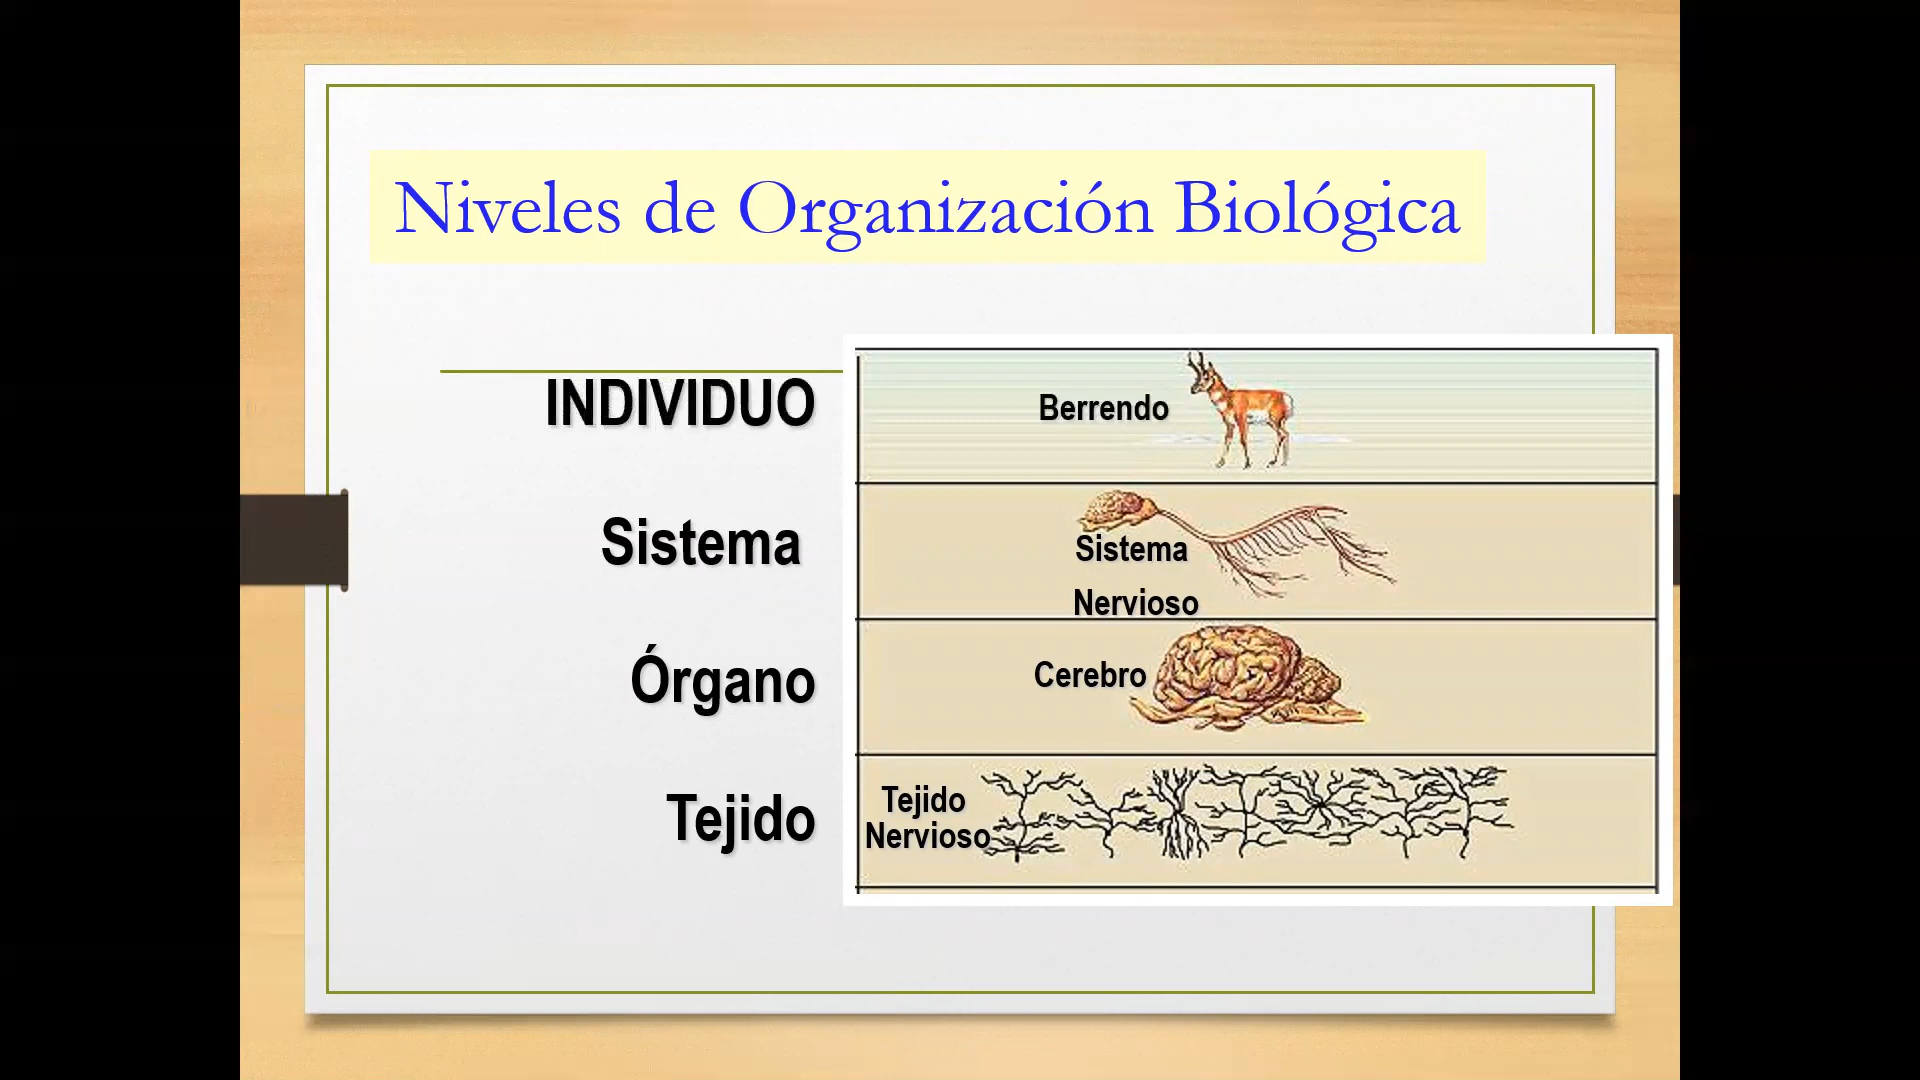 Niveles de Organización Biológica
INDIVIDUO
Berrendo
Sistema
Sistema
Nervioso
Órgano
Cerebro
Tejido
Tejido
Nervioso